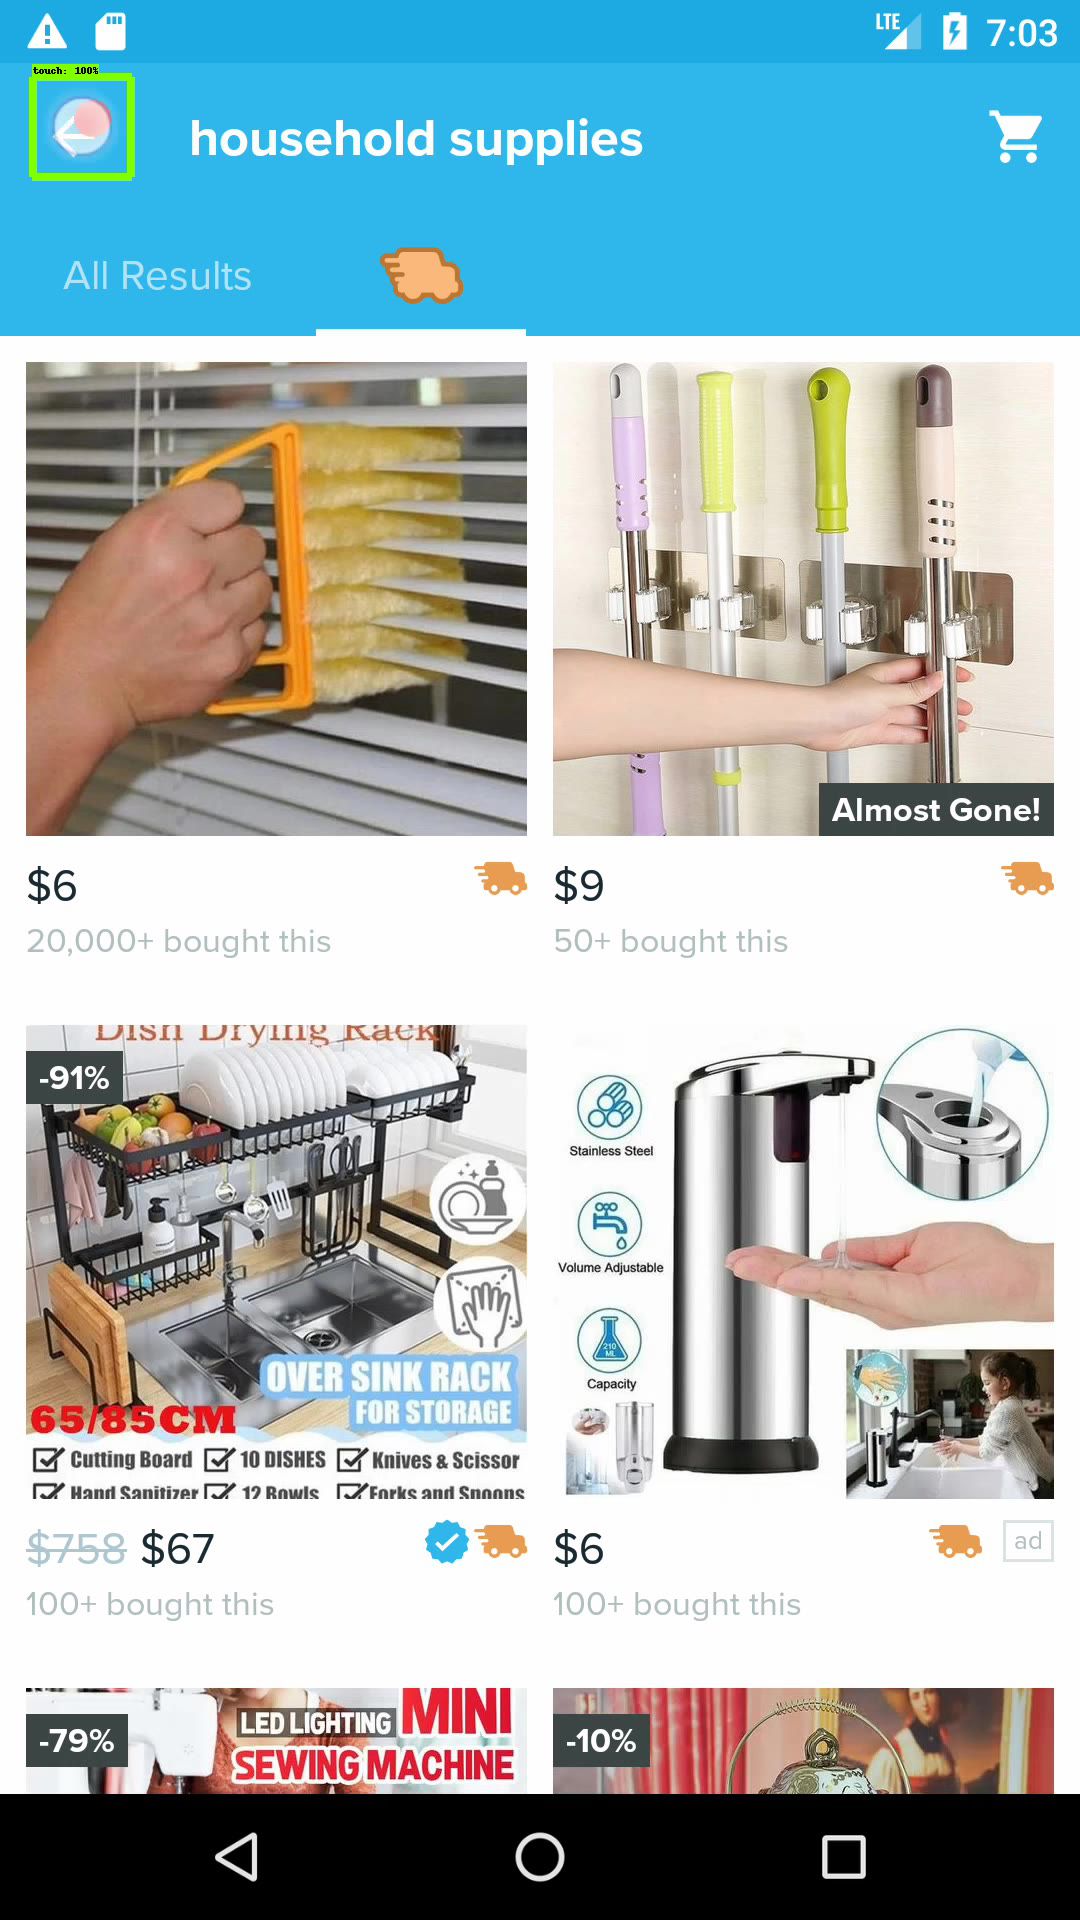 LTE 7:03
touch: 100%
household supplies
All Results
Almost Gone!
$6
20,000+ bought this
$9
50+ bought this
Dish Drying Rack
-91%
OVER SINK RACK
FOR STORAGE
65/85CM
Cutting Board 10 DISHES Knives & Scissor
Hand Sanitizer 12 Bowls Forks and Spoons
Stainless Steel
Volume Adjustable
210
ML
Capacity
$758 $67
100+ bought this
$6 ad
100+ bought this
-79%
LED LIGHTING MINI
SEWING MACHINE
-10%